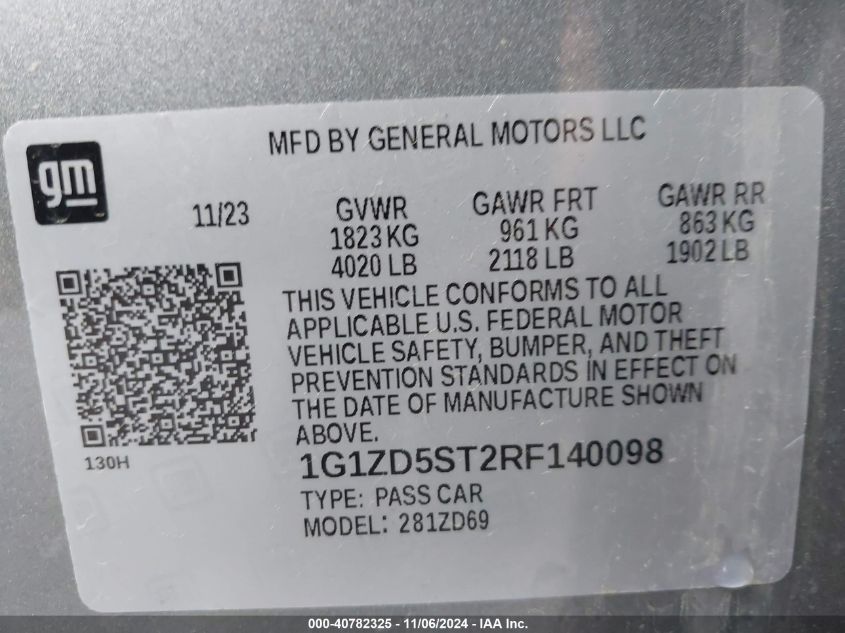 MFD BY GENERAL MOTORS LLC
gm
11/23
GVWR GAWR FRT GAWR RR
1823 KG 961 KG 863 KG
4020 LB 2118 LB 1902 LB
THIS VEHICLE CONFORMS TO ALL
APPLICABLE U.S. FEDERAL MOTOR
VEHICLE SAFETY, BUMPER, AND THEFT
PREVENTION STANDARDS IN EFFECT ON
THE DATE OF MANUFACTURE SHOWN
ABOVE.
130H
1G1ZD5ST2RF140098
TYPE: PASS CAR
MODEL: 281ZD69
000-40782325 - 11/06/2024 - IAA Inc.